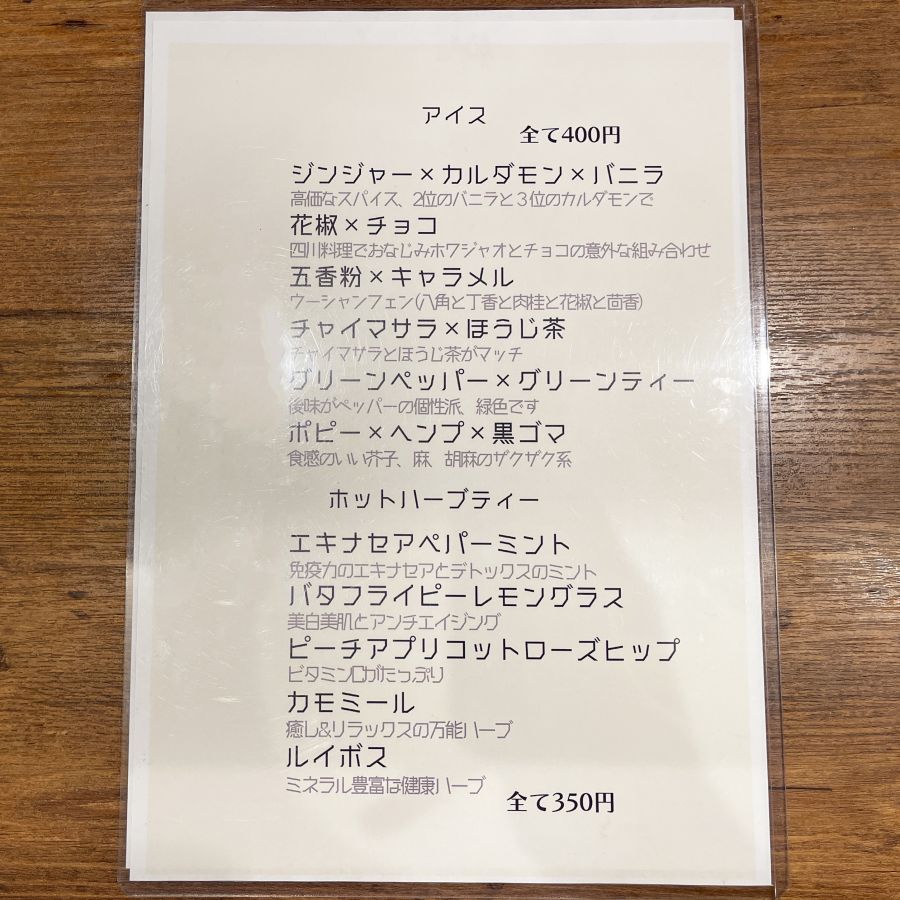 アイス
全て400円
ジンジャー×カルダモン×バニラ
高価なスパイス、2位のバニラと3位のカルダモンで
花椒×チョコ
四川料理でおなじみホワジャオとチョコの意外な組み合わせ
五香粉×キャラメル
ウーシャンフェン(八角と丁香と肉桂と花椒と茴香)
チャイマサラ×ほうじ茶
チャイマサラとほうじ茶がマッチ
グリーンペッパー×グリーンティー
後味がペッパーの個性派、緑色です
ポピー×ヘンプ×黒ゴマ
食感のいい芥子、麻、胡麻のザクザク系
ホットハーブティー
エキナセアペパーミント
免疫力のエキナセアとデトックスのミント
バタフライピーレモングラス
美白美肌とアンチエイジング
ピーチアプリコットローズヒップ
ビタミンCがたっぷり
カモミール
癒し&リラックスの万能ハーブ
ルイボス
ミネラル豊富な健康ハーブ
全て350円